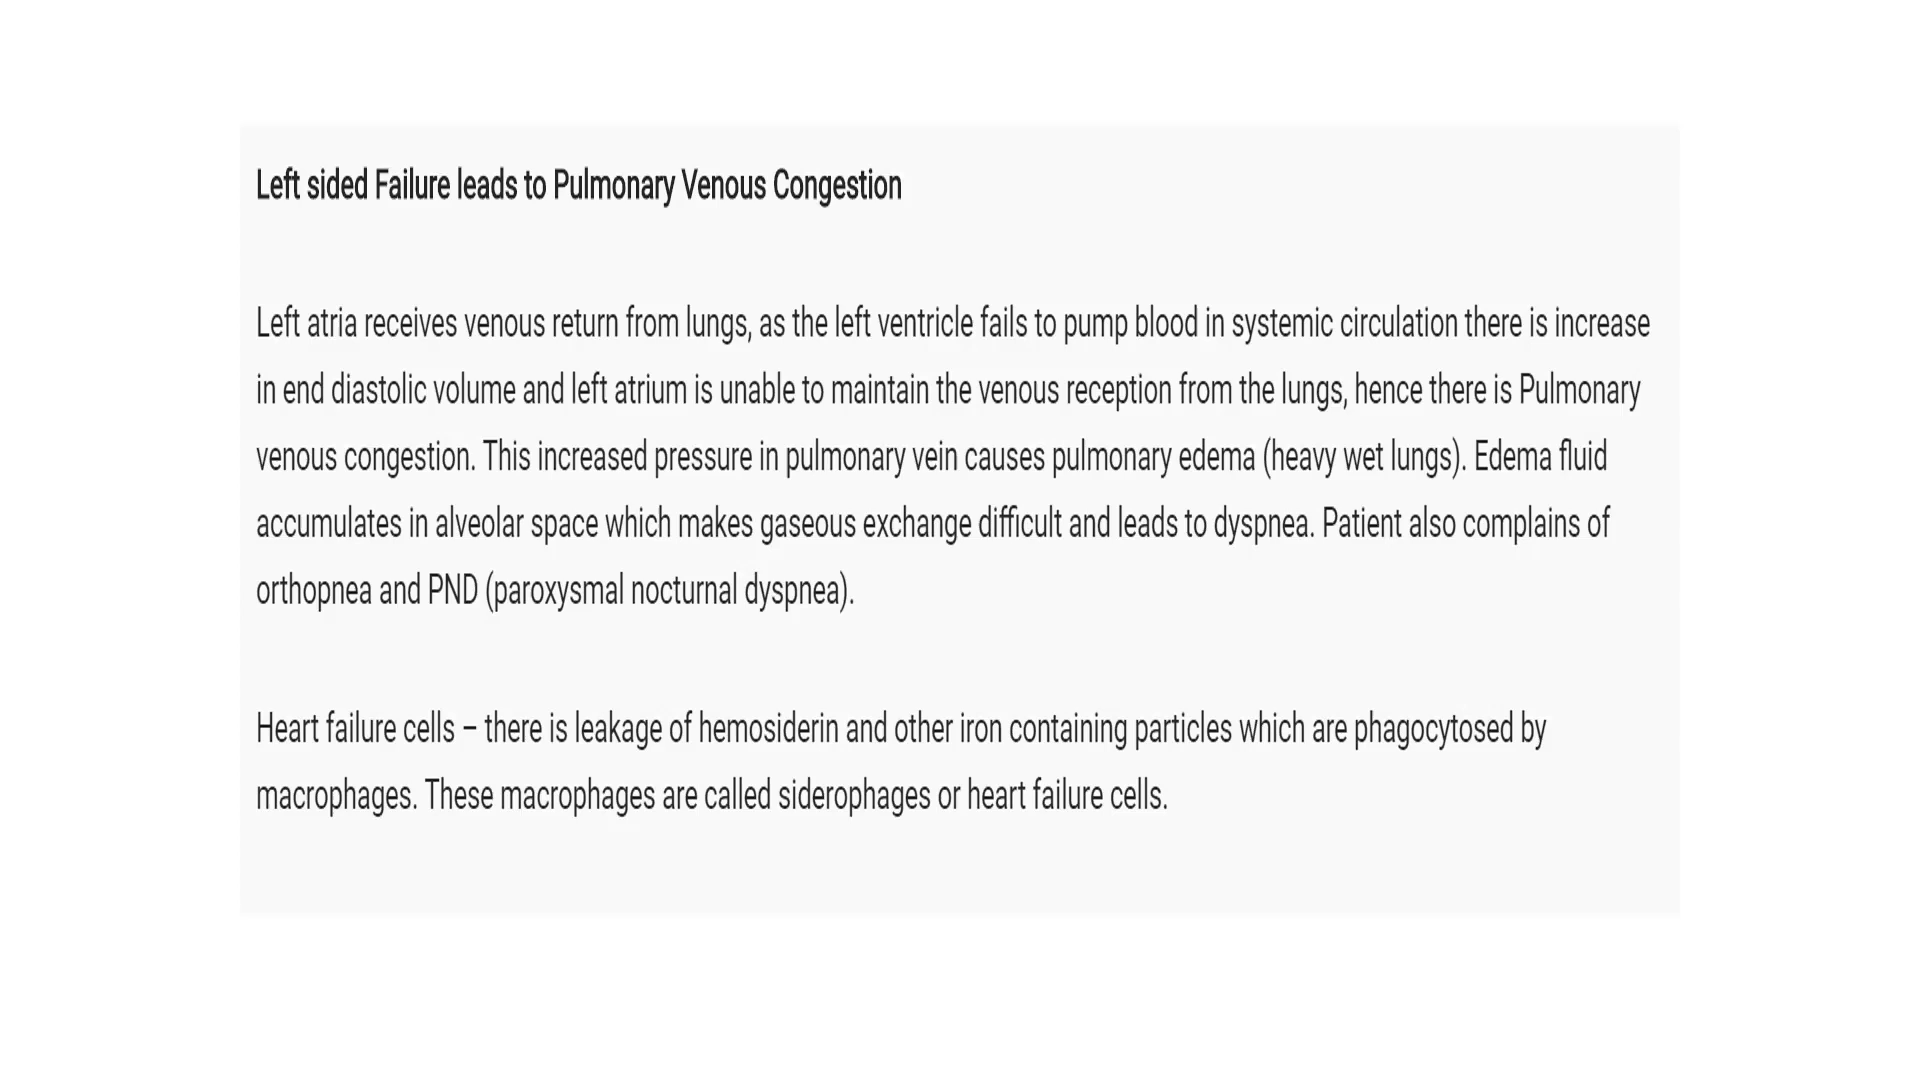 Left sided Failure leads to Pulmonary Venous Congestion
Left atria receives venous return from lungs, as the left ventricle fails to pump blood in systemic circulation there is increase
in end diastolic volume and left atrium is unable to maintain the venous reception from the lungs, hence there is Pulmonary
venous congestion. This increased pressure in pulmonary vein causes pulmonary edema (heavy wet lungs). Edema fluid
accumulates in alveolar space which makes gaseous exchange difficult and leads to dyspnea. Patient also complains of
orthopnea and PND (paroxysmal nocturnal dyspnea).
Heart failure cells – there is leakage of hemosiderin and other iron containing particles which are phagocytosed by
macrophages. These macrophages are called siderophages or heart failure cells.